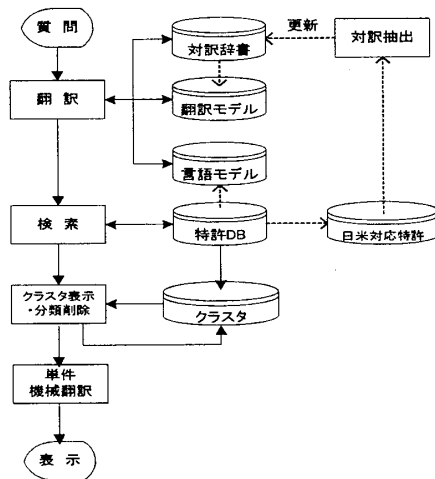 質問
更新
対訳辞書
対訳抽出
翻訳
翻訳モデル
言語モデル
検索
特許DB
日米対応特許
クラスタ表示
・分類削除
クラスタ
単件
機械翻訳
表示